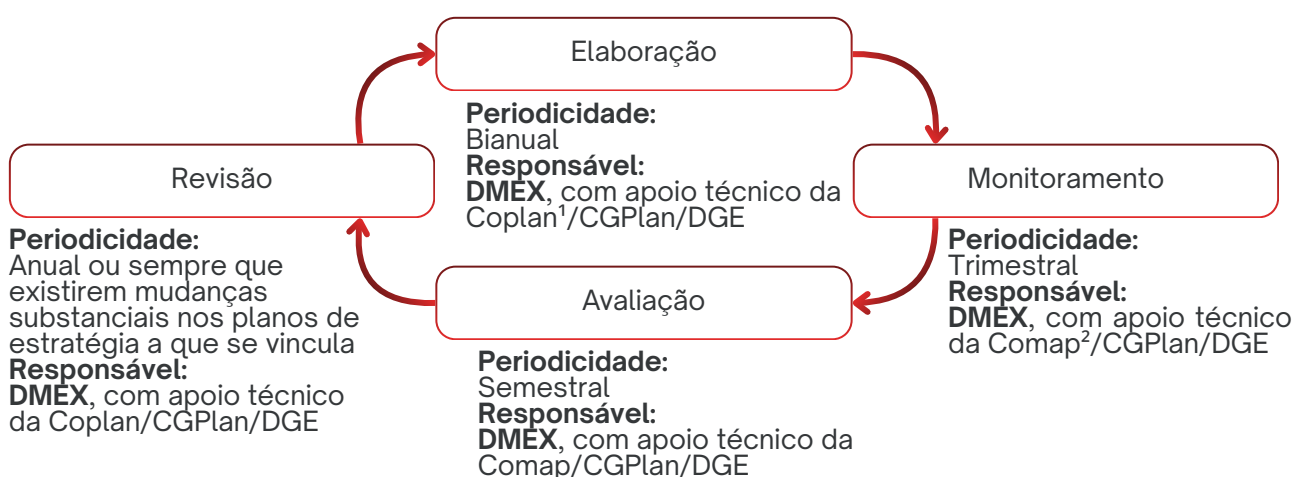 Elaboração
Periodicidade:
Bianual
Responsável:
DMEX, com apoio técnico da
Coplan¹/CGPlan/DGE
Monitoramento
Periodicidade:
Trimestral
Responsável:
DMEX, com apoio técnico
da Comap²/CGPlan/DGE
Avaliação
Periodicidade:
Semestral
Responsável:
DMEX, com apoio técnico da
Comap/CGPlan/DGE
Revisão
Periodicidade:
Anual ou sempre que
existirem mudanças
substanciais nos planos de
estratégia a que se vincula
Responsável:
DMEX, com apoio técnico
da Coplan/CGPlan/DGE